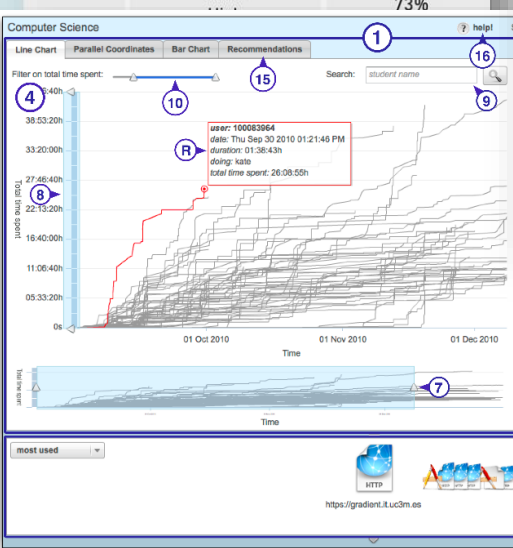 73%
Computer Science
? help!
1
Line Chart
Parallel Coordinates
Bar Chart
Recommendations
16
15
Filter on total time spent:
10
Search:
student name
9
4
6:40h
38:53:20h
33:20:00h
27:46:40h
22:13:20h
16:40:00h
11:06:40h
05:33:20h
0s
Total time spent
8
R
user: 100083964
date: Thu Sep 30 2010 01:21:46 PM
duration: 01:38:43h
doing: kate
total time spent: 26:08:55h
01 Oct 2010
01 Nov 2010
01 Dec 2010
Time
Total time spent
7
Time
most used
HTTP
https://gradient.it.uc3m.es